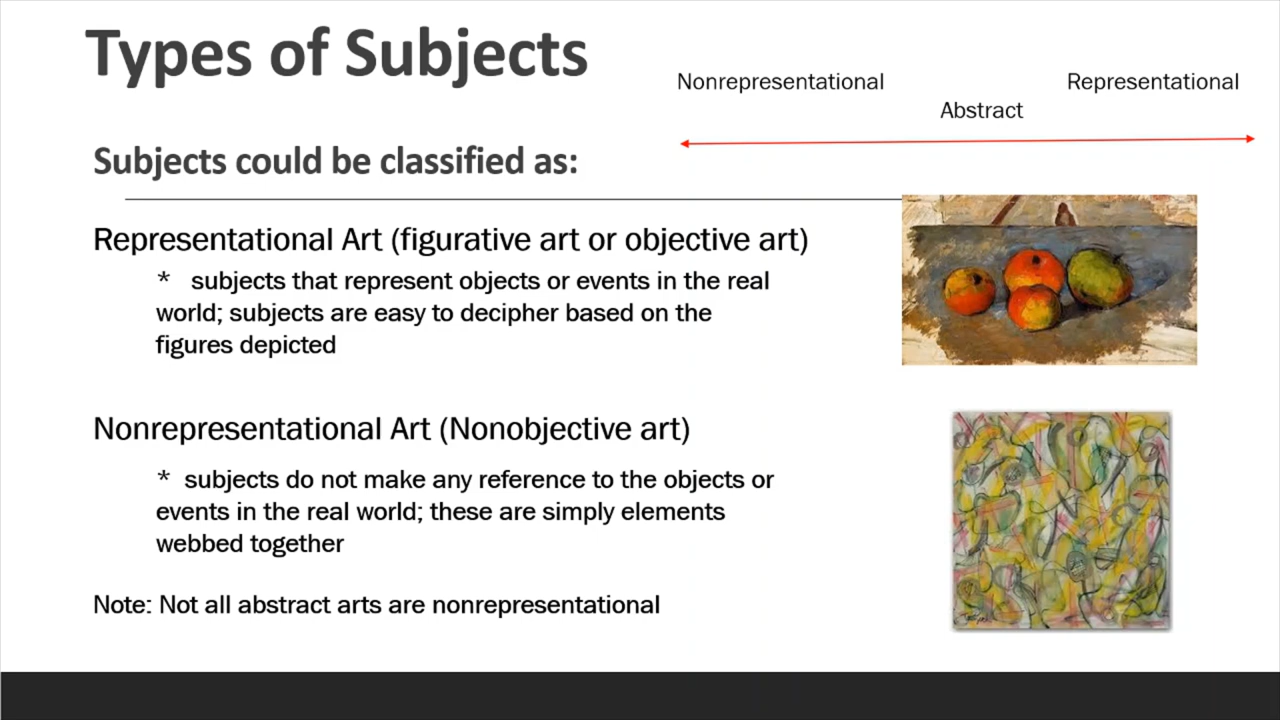 Types of Subjects
Nonrepresentational
Representational
Abstract
Subjects could be classified as:
Representational Art (figurative art or objective art)
* subjects that represent objects or events in the real
world; subjects are easy to decipher based on the
figures depicted
Nonrepresentational Art (Nonobjective art)
* subjects do not make any reference to the objects or
events in the real world; these are simply elements
webbed together
Note: Not all abstract arts are nonrepresentational